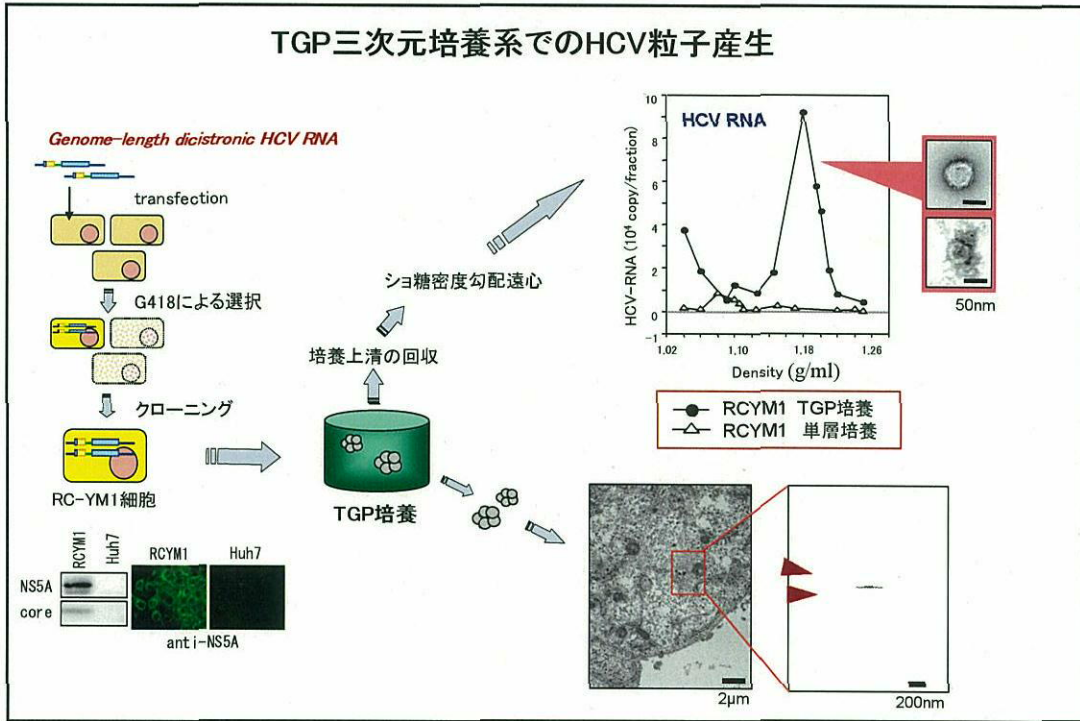 TGP三次元培養系でのHCV粒子産生
Genome-length dicistronic HCV RNA
transfection
G418による選択
クローニング
RC-YM1細胞
RCYM1
Huh7
NS5A
core
RCYM1
Huh7
anti-NS5A
TGP培養
培養上清の回収
ショ糖密度勾配遠心
HCV RNA
HCV-RNA (10⁴ copy/fraction)
10
8
6
4
2
0
-1
1.02
1.10
1.18
1.26
Density (g/ml)
50nm
RCYM1 TGP培養
RCYM1 単層培養
2μm
200nm